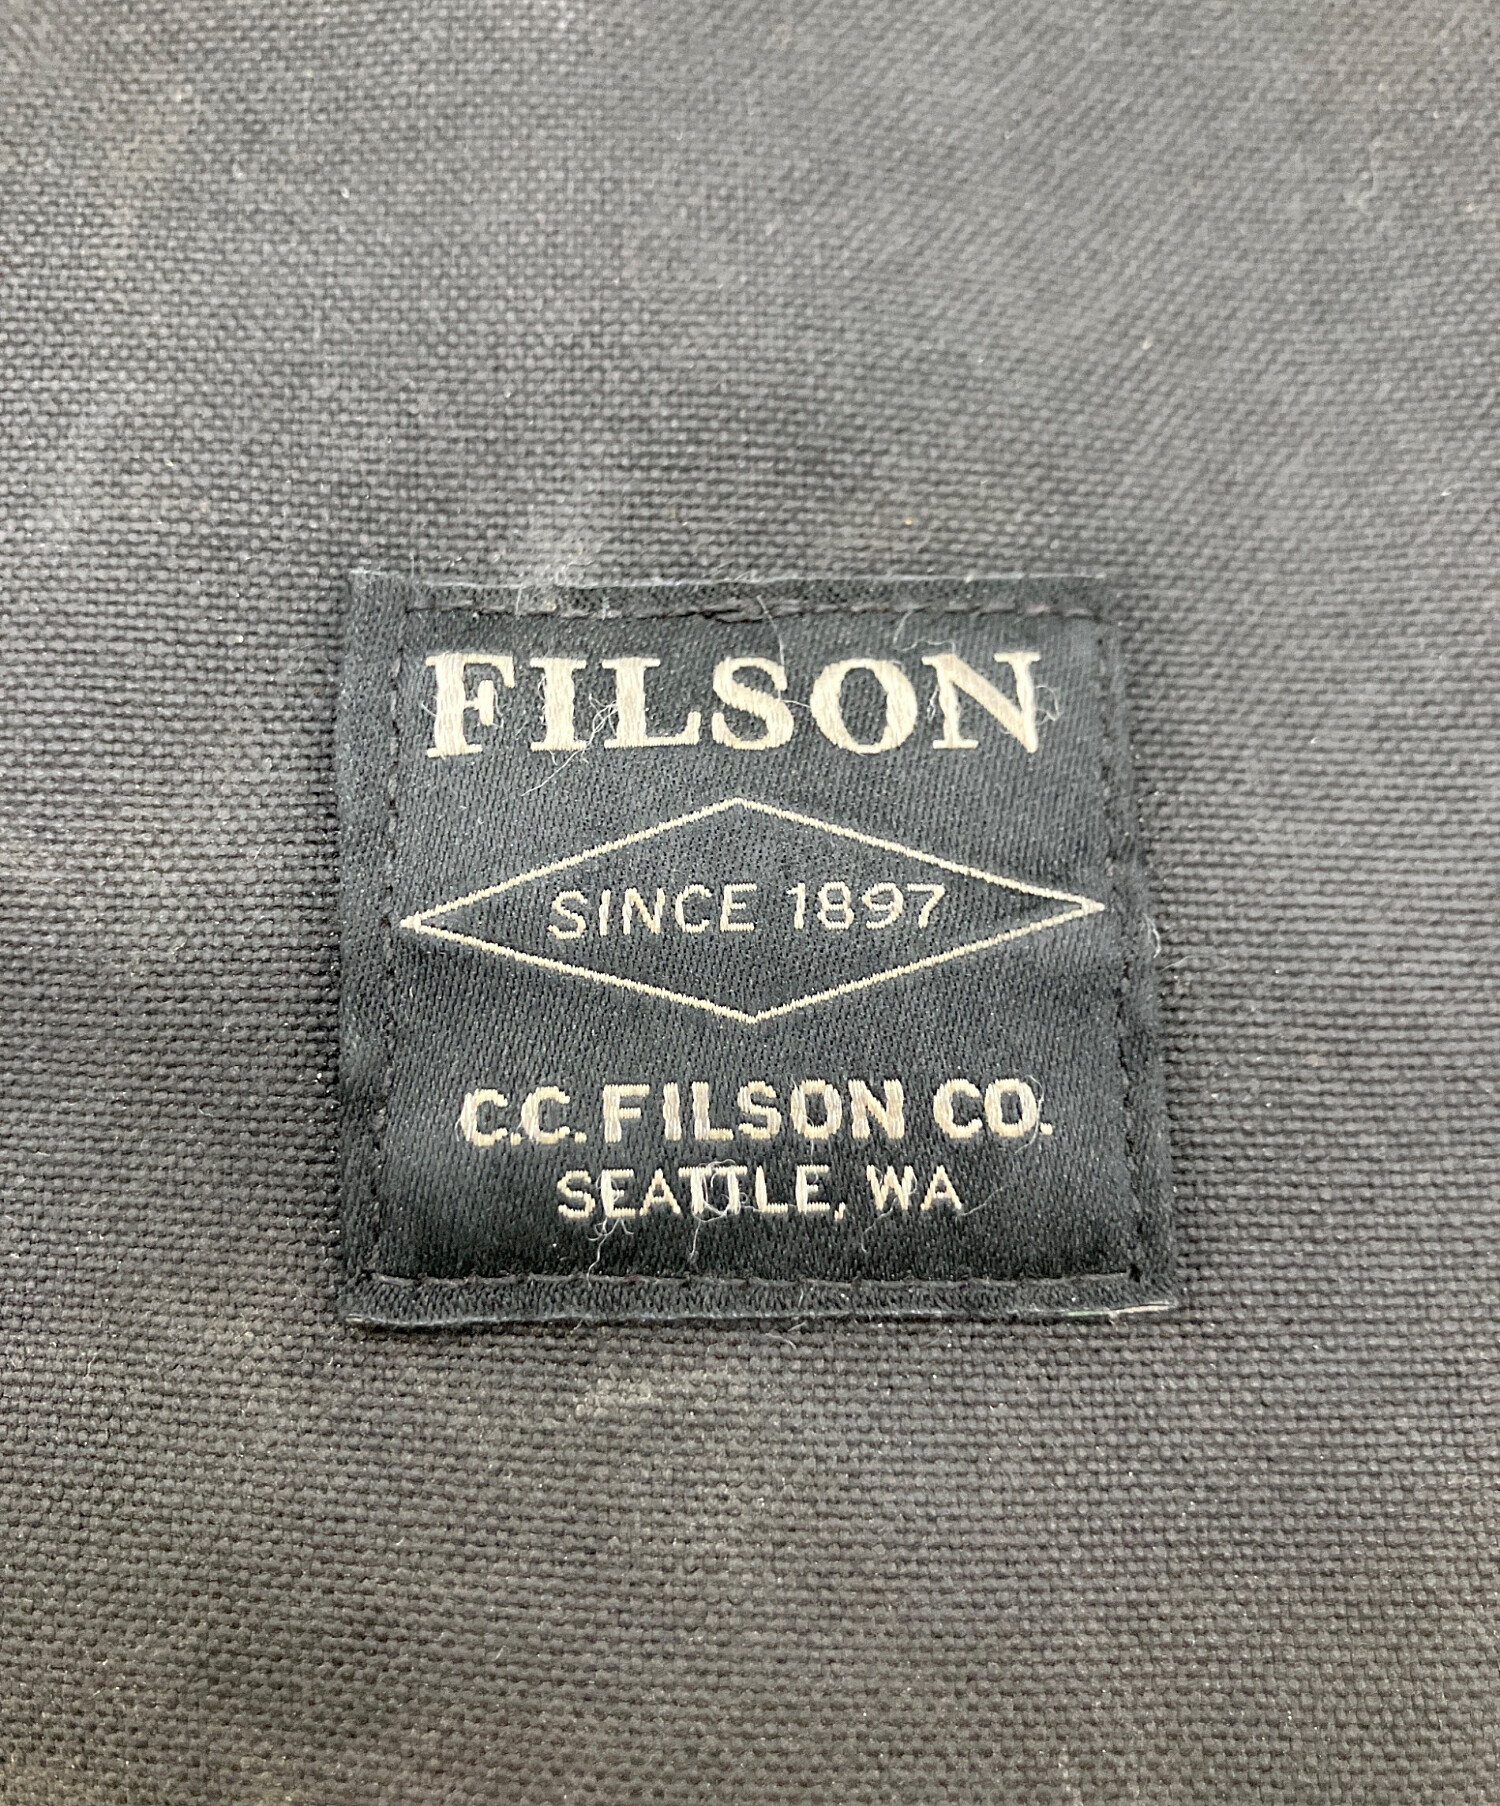 FILSON
SINCE 1897
C.C. FILSON CO.
SEATTLE, WA